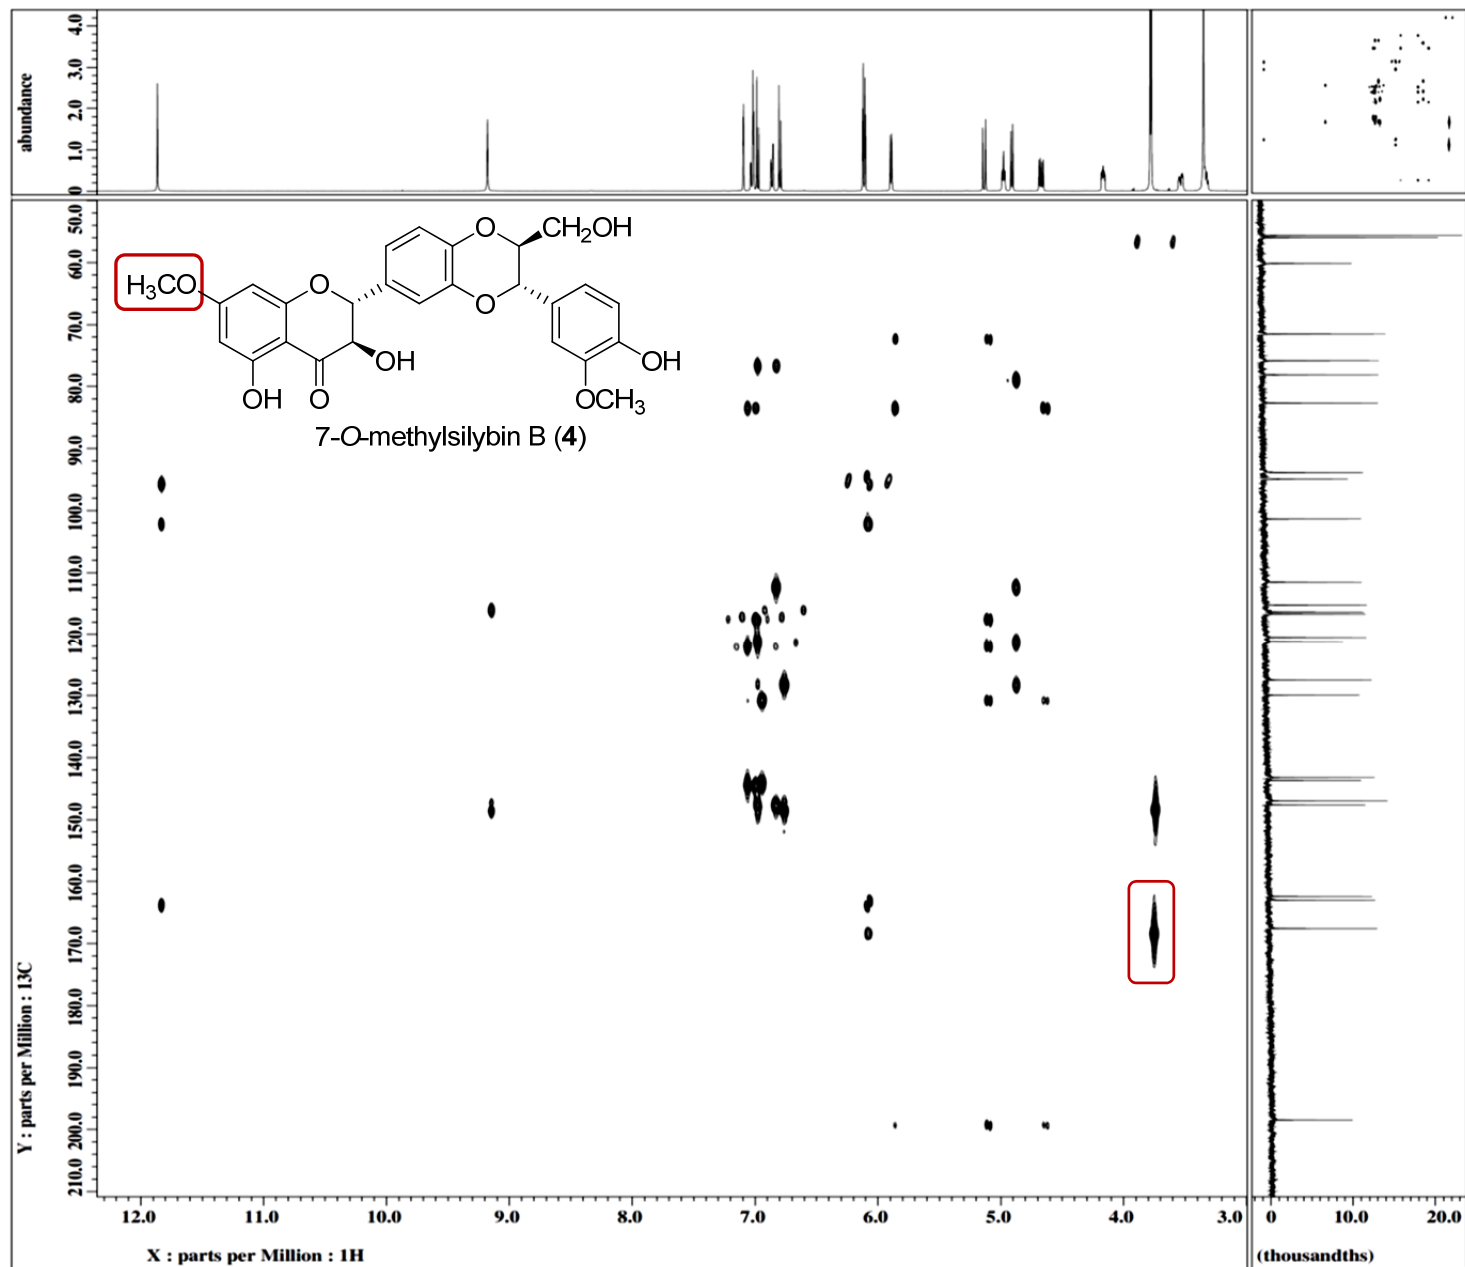 abundance
0 1.0 2.0 3.0 4.0
O
CH2OH
H3CO
O
O
OH
OH
OH
O
OCH3
7-O-methylsilybin B (4)
50.0
60.0
70.0
80.0
90.0
100.0
110.0
120.0
130.0
140.0
150.0
160.0
170.0
180.0
190.0
200.0
210.0
Y : parts per Million : 13C
12.0 11.0 10.0 9.0 8.0 7.0 6.0 5.0 4.0 3.0
0 10.0 20.0
X : parts per Million : 1H
(thousandths)